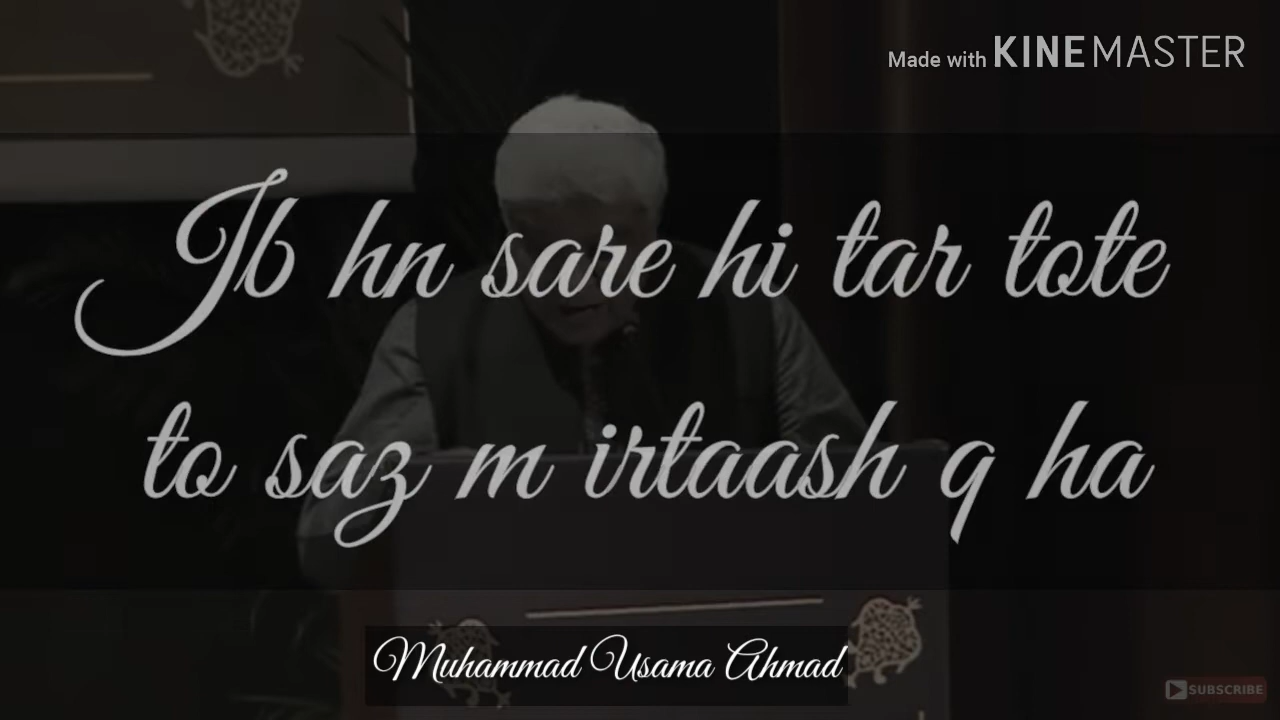 Made with KINEMASTER
Jb hn sare hi tar tote
to saz m irtaash q ha
Muhammad Usama Ahmad
SUBSCRIBE